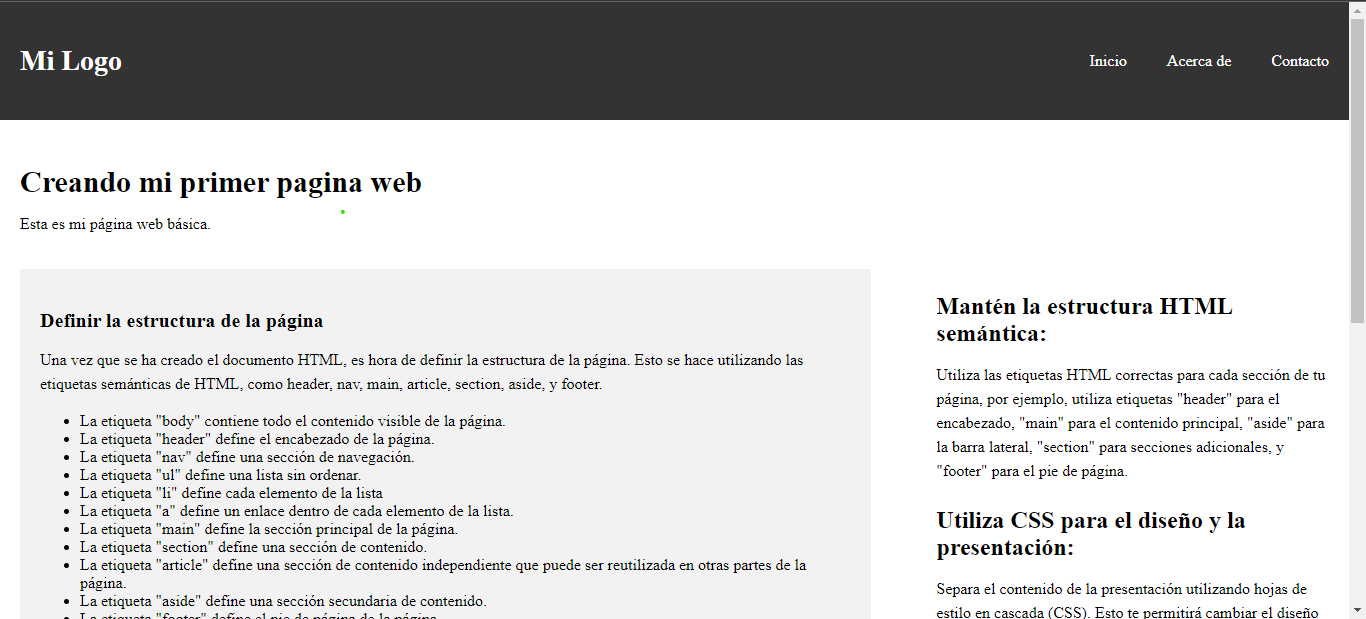 Mi Logo
Inicio
Acerca de
Contacto
Creando mi primer pagina web
Esta es mi página web básica.
Definir la estructura de la página
Una vez que se ha creado el documento HTML, es hora de definir la estructura de la página. Esto se hace utilizando las
etiquetas semánticas de HTML, como header, nav, main, article, section, aside, y footer.
La etiqueta "body" contiene todo el contenido visible de la página.
La etiqueta "header" define el encabezado de la página.
La etiqueta "nav" define una sección de navegación.
La etiqueta "ul" define una lista sin ordenar.
La etiqueta "li" define cada elemento de la lista
La etiqueta "a" define un enlace dentro de cada elemento de la lista.
La etiqueta "main" define la sección principal de la página.
La etiqueta "section" define una sección de contenido.
La etiqueta "article" define una sección de contenido independiente que puede ser reutilizada en otras partes de la
página.
La etiqueta "aside" define una sección secundaria de contenido.
La etiqueta "footer" define el pie de página de la página.
Mantén la estructura HTML
semántica:
Utiliza las etiquetas HTML correctas para cada sección de tu
página, por ejemplo, utiliza etiquetas "header" para el
encabezado, "main" para el contenido principal, "aside" para
la barra lateral, "section" para secciones adicionales, y
"footer" para el pie de página.
Utiliza CSS para el diseño y la
presentación:
Separa el contenido de la presentación utilizando hojas de
estilo en cascada (CSS). Esto te permitirá cambiar el diseño